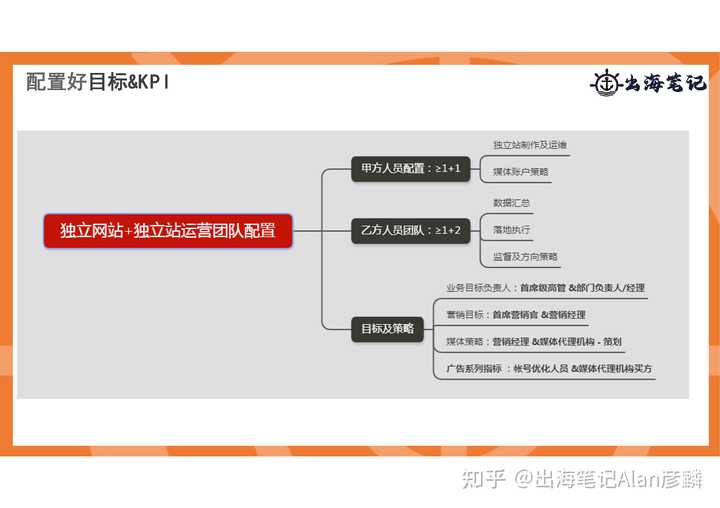 配置好目标&KPI
出海笔记
独立网站+独立站运营团队配置
甲方人员配置：≥1+1
独立站制作及运维
媒体账户策略
乙方人员团队：≥1+2
数据汇总
落地执行
监督及方向策略
目标及策略
业务目标负责人：首席级高管 &部门负责人/经理
营销目标：首席营销官 &营销经理
媒体策略：营销经理 &媒体代理机构 - 策划
广告系列指标 ：帐号优化人员 &媒体代理机构买方
知乎 @出海笔记Alan彦麟